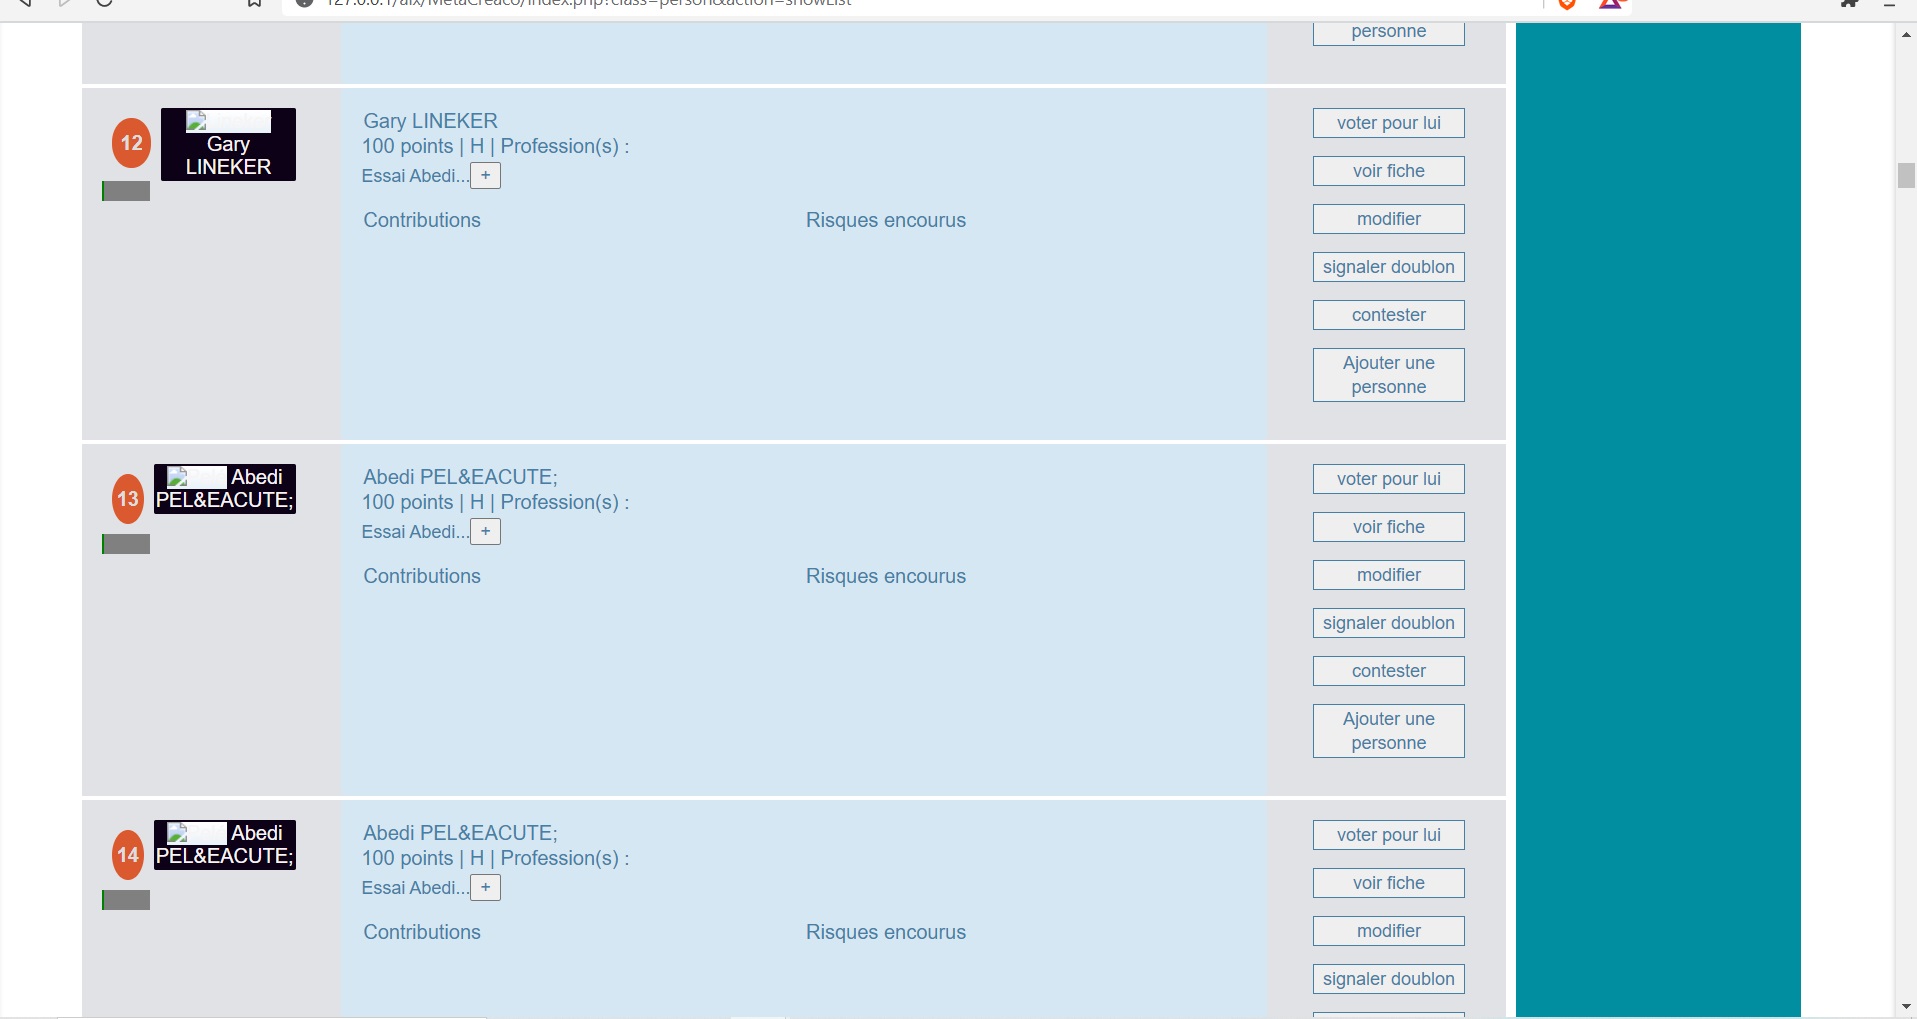 127.0.0.1/aix/MetaCreaco/index.php?class=person&action=showList
personne
12
Gary
LINEKER
Gary LINEKER
100 points | H | Profession(s) :
Essai Abedi...
+
Contributions
Risques encourus
voter pour lui
voir fiche
modifier
signaler doublon
contester
Ajouter une
personne
13
Abedi
PEL&EACUTE;
Abedi PEL&EACUTE;
100 points | H | Profession(s) :
Essai Abedi...
+
Contributions
Risques encourus
voter pour lui
voir fiche
modifier
signaler doublon
contester
Ajouter une
personne
14
Abedi
PEL&EACUTE;
Abedi PEL&EACUTE;
100 points | H | Profession(s) :
Essai Abedi...
+
Contributions
Risques encourus
voter pour lui
voir fiche
modifier
signaler doublon